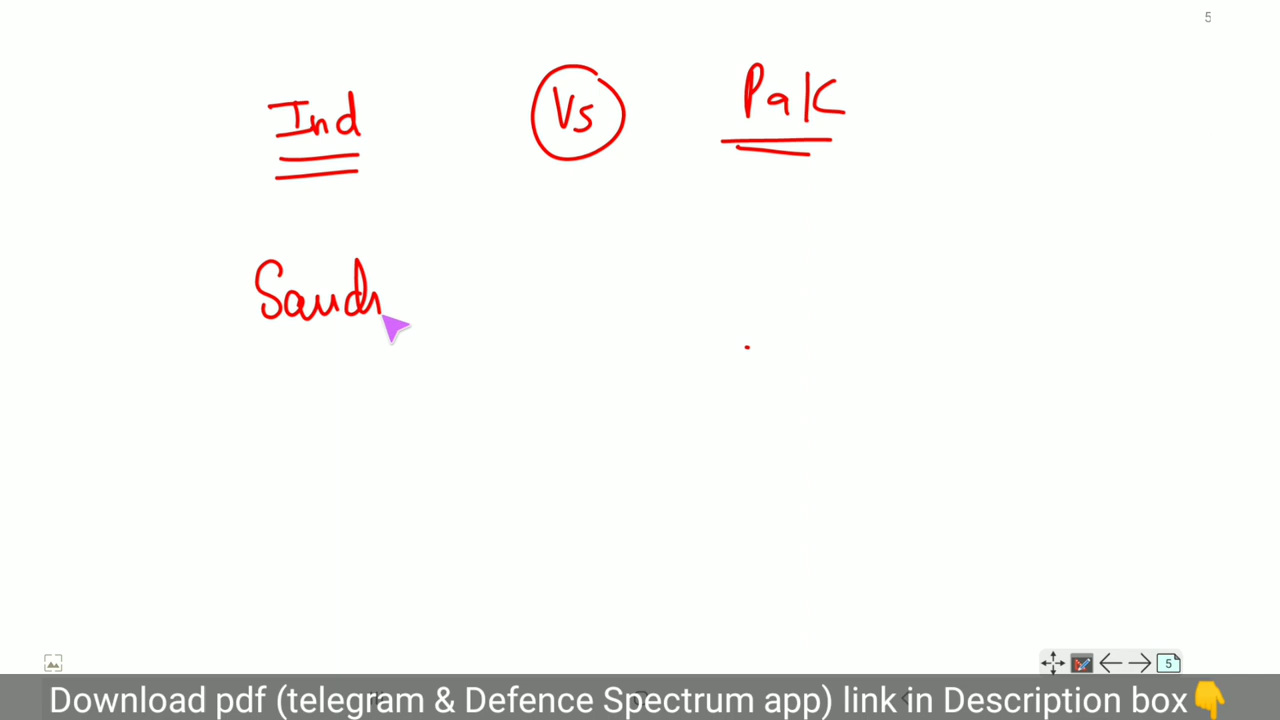 5
Ind Vs Pak
Saudi
5
Download pdf (telegram & Defence Spectrum app) link in Description box👇